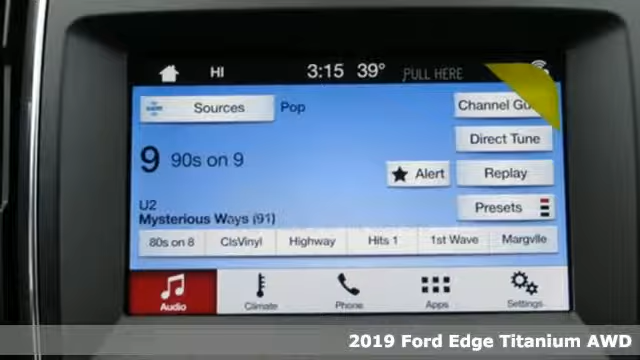 HI 3:15 39° PULL HERE
Sources Pop Channel Gu
9 90s on 9 Direct Tune
Alert Replay
U2 Presets
Mysterious Ways (91)
80s on 8 ClsVinyl Highway Hits 1 1st Wave Margvlle
Audio Climate Phone Apps Settings
2019 Ford Edge Titanium AWD